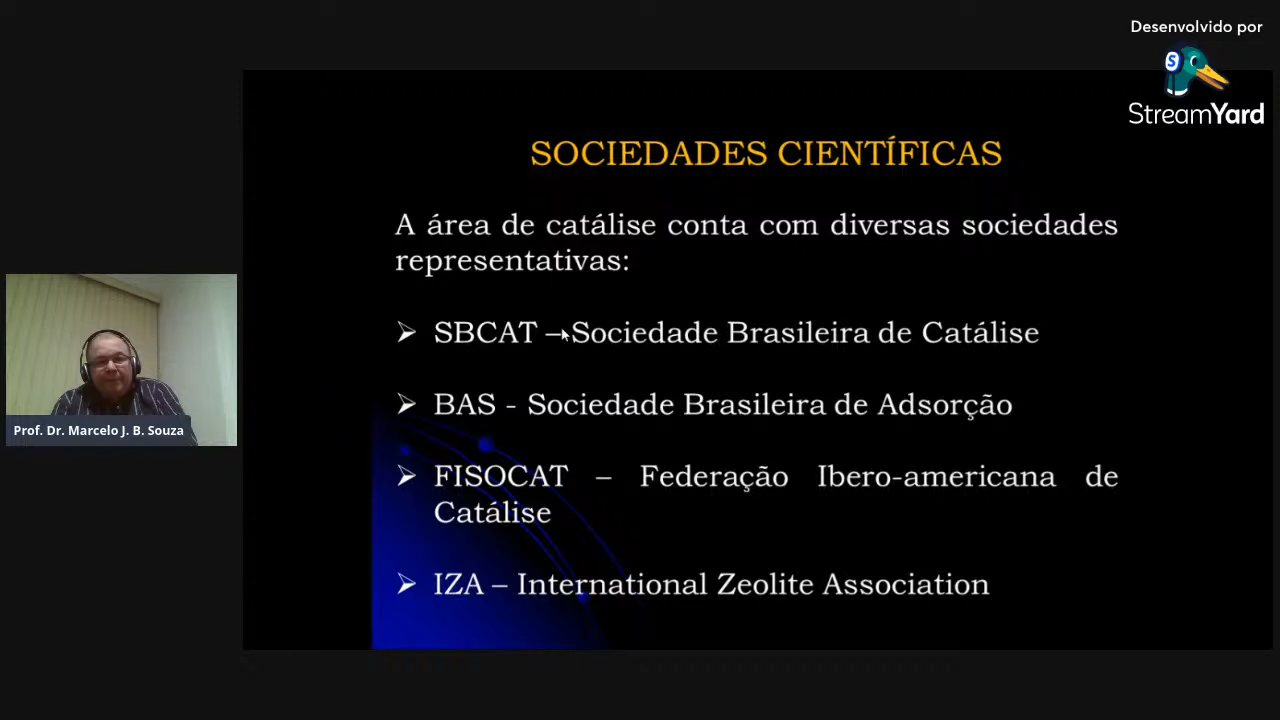 Desenvolvido por
StreamYard
SOCIEDADES CIENTÍFICAS
A área de catálise conta com diversas sociedades
representativas:
➢ SBCAT – Sociedade Brasileira de Catálise
➢ BAS - Sociedade Brasileira de Adsorção
➢ FISOCAT – Federação Ibero-americana de
Catálise
➢ IZA – International Zeolite Association
Prof. Dr. Marcelo J. B. Souza